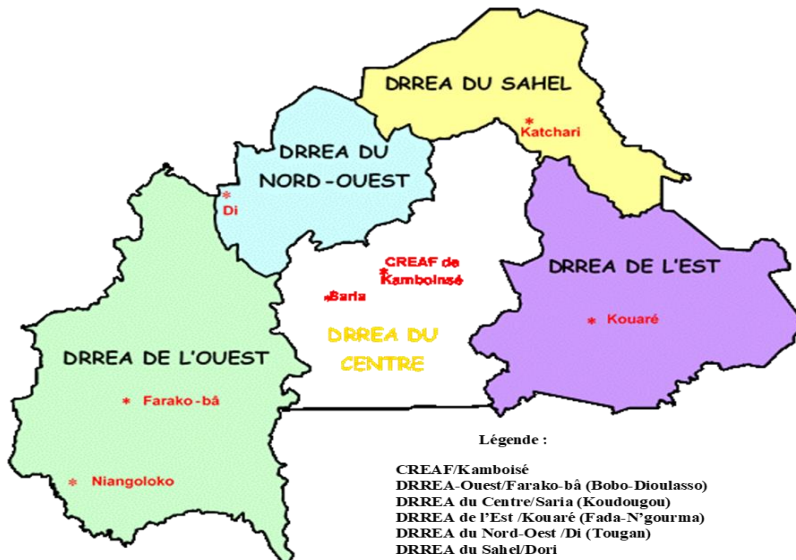 DRREA DU SAHEL
Katchari
DRREA DU
NORD-OUEST
Di
CREAF de
Kamboinsé
Saria
DRREA DE L'EST
Kouaré
DRREA DU
CENTRE
DRREA DE L'OUEST
Farako-bâ
Niangoloko
Légende :
CREAF/Kamboisé
DRREA-Ouest/Farako-bâ (Bobo-Dioulasso)
DRREA du Centre/Saria (Koudougou)
DRREA de l'Est /Kouaré (Fada-N'gourma)
DRREA du Nord-Oest /Di (Tougan)
DRREA du Sahel/Dori